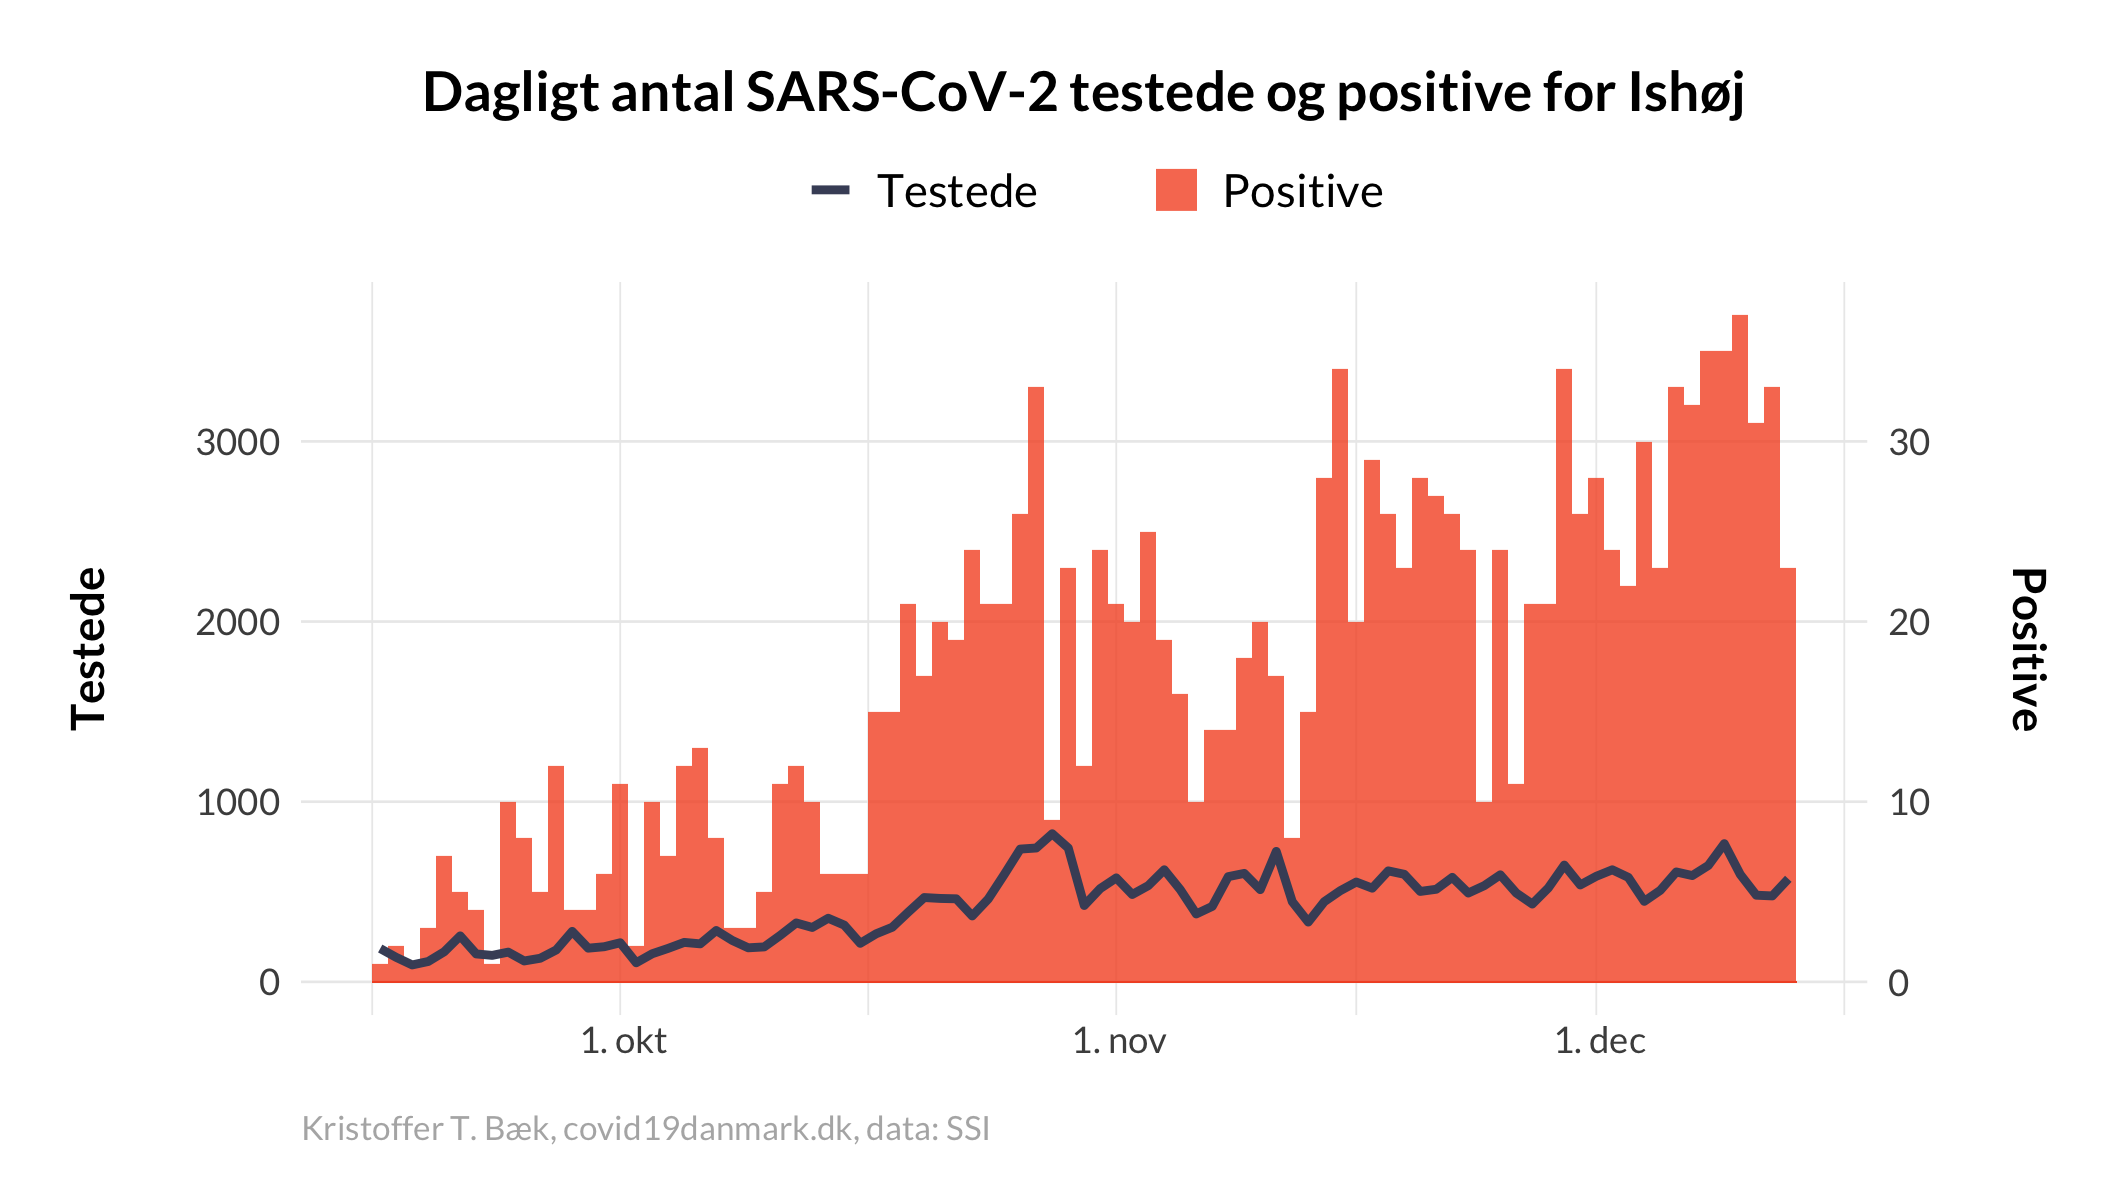 Dagligt antal SARS-CoV-2 testede og positive for Ishøj
Testede
Positive
3000
2000
1000
0
30
20
10
0
Testede
Positive
1. okt
1. nov
1. dec
Kristoffer T. Bæk, covid19danmark.dk, data: SSI